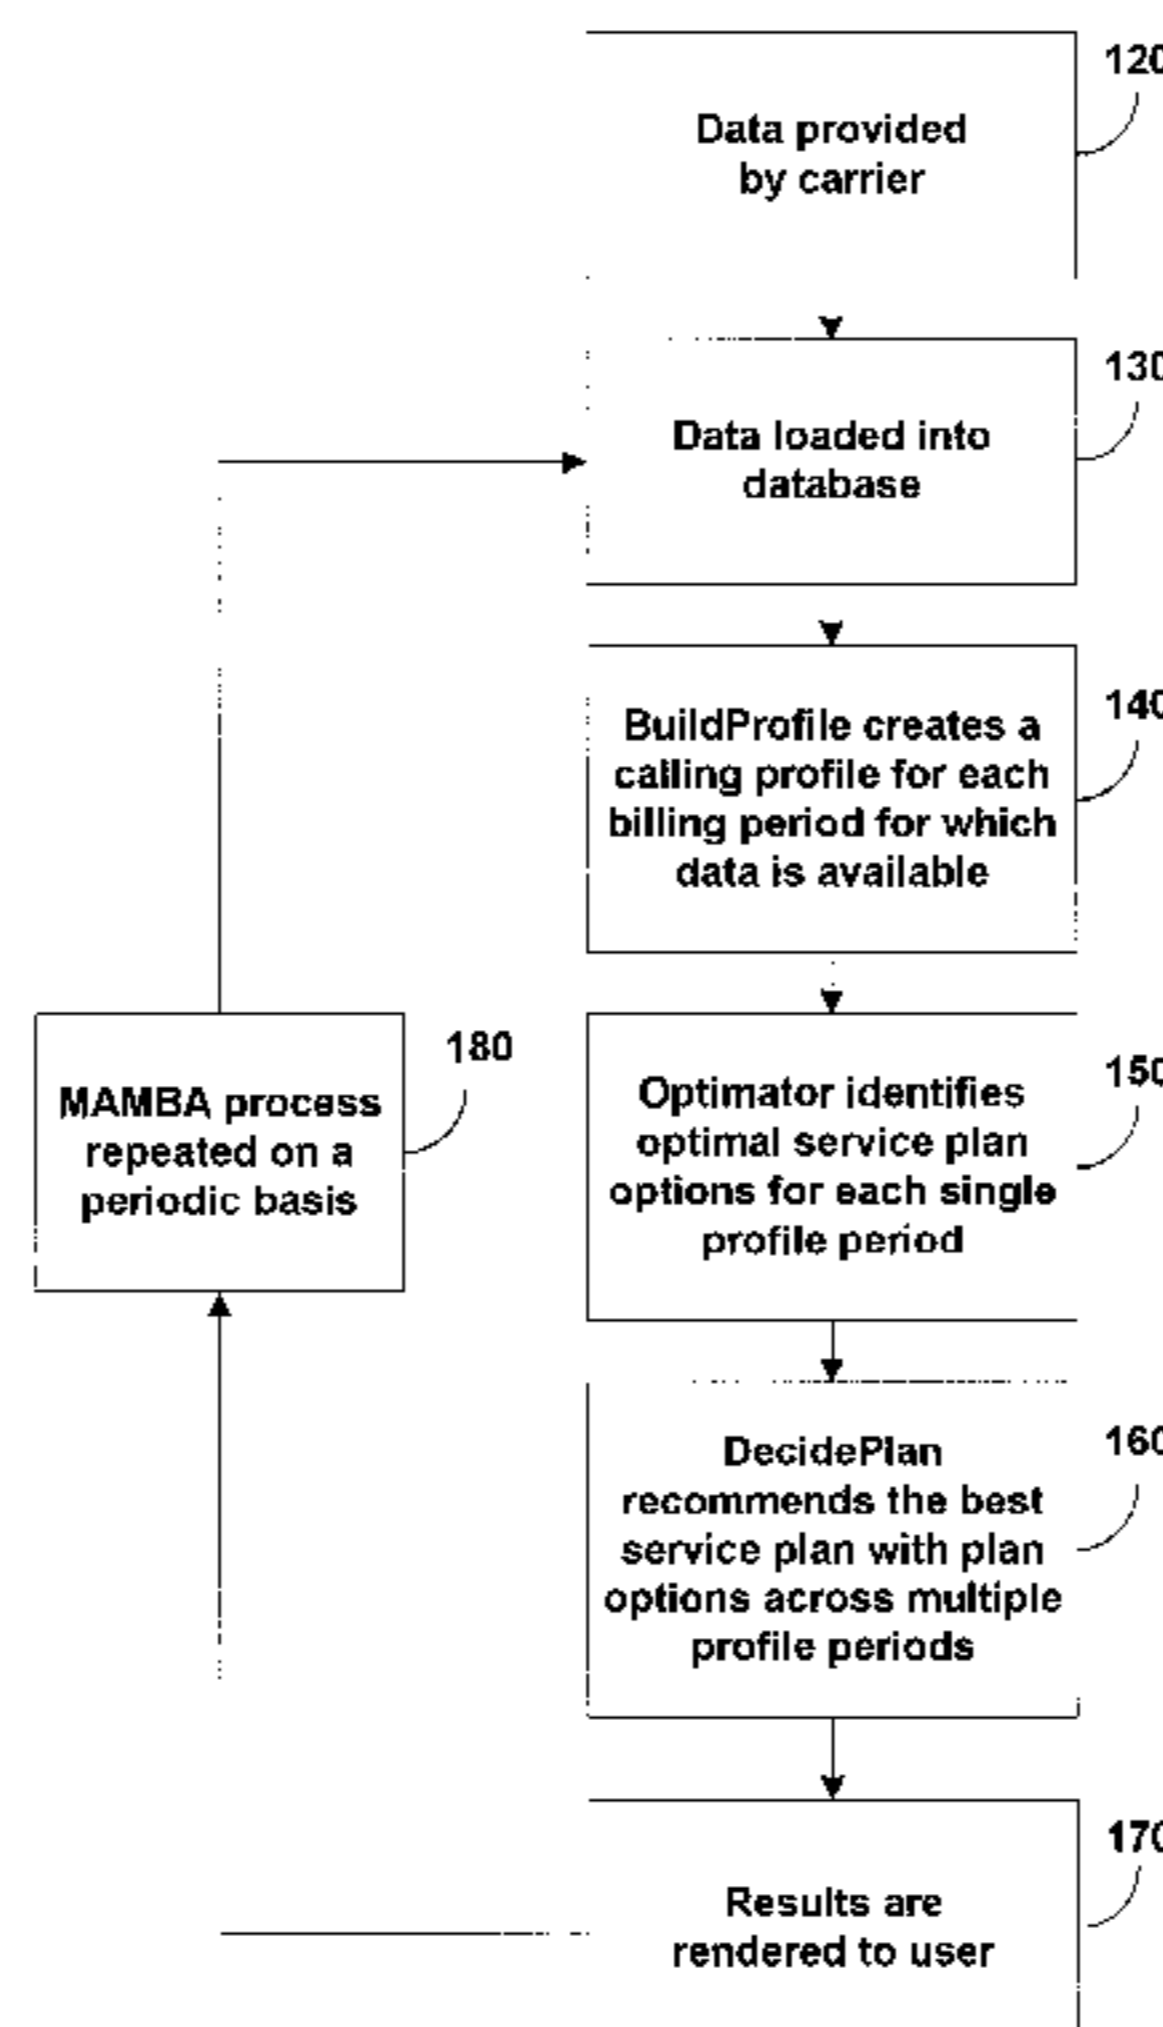 120
Data provided
by carrier
130
Data loaded into
database
140
BuildProfile creates a
calling profile for each
billing period for which
data is available
180
MAMBA process
repeated on a
periodic basis
150
Optimator identifies
optimal service plan
options for each single
profile period
160
DecidePlan
recommends the best
service plan with plan
options across multiple
profile periods
170
Results are
rendered to user